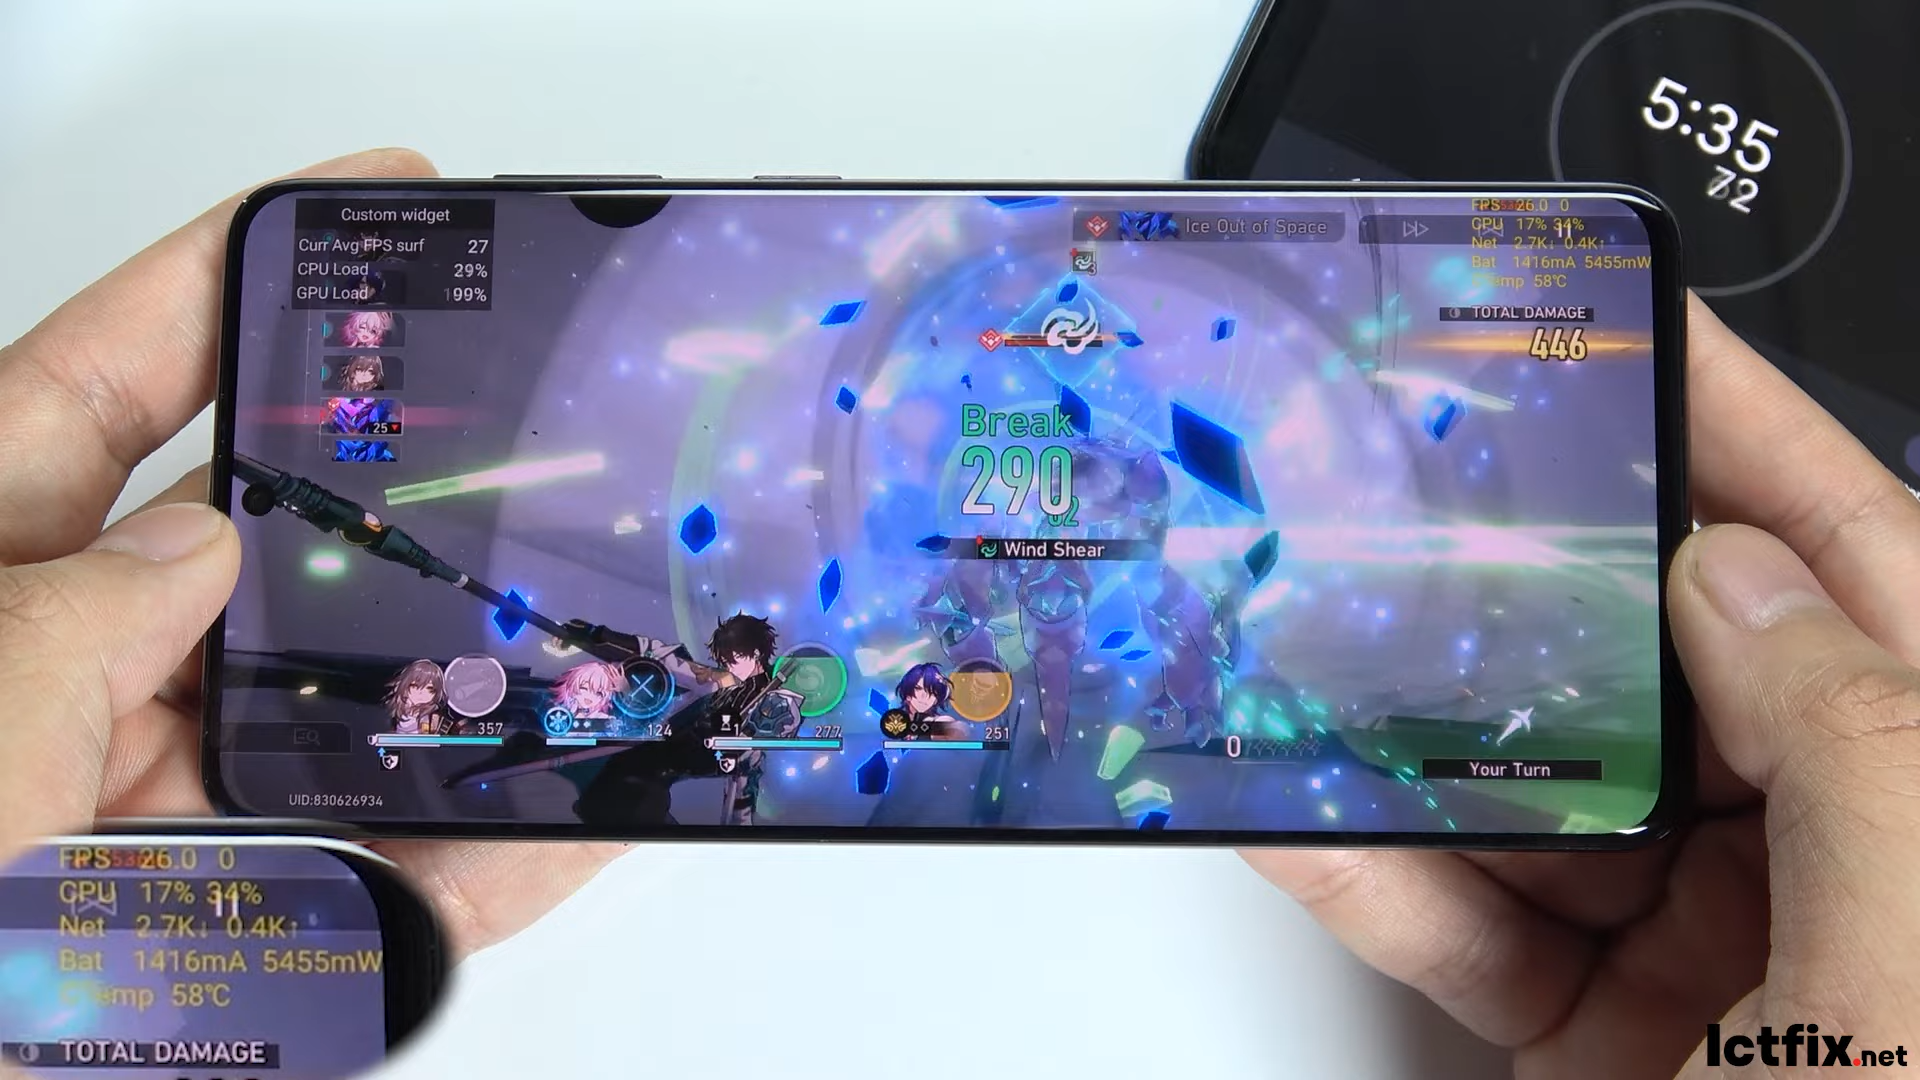 5:35
Custom widget
Curr Avg FPS surf 27
CPU Load 29%
GPU Load 99%
Ice Out of Space
FPS 26.0 0
CPU 17% 34%
Net 2.7K↓ 0.4K↑
Bat 1416mA 5455mW
Temp 58℃
TOTAL DAMAGE
446
25
Break
290
Wind Shear
357
124
1
277
251
0
Your Turn
UID:830626934
FPS 26.0 0
CPU 17% 34%
Net 2.7K↓ 0.4K↑
Bat 1416mA 5455mW
Temp 58℃
TOTAL DAMAGE
Ictfix.net